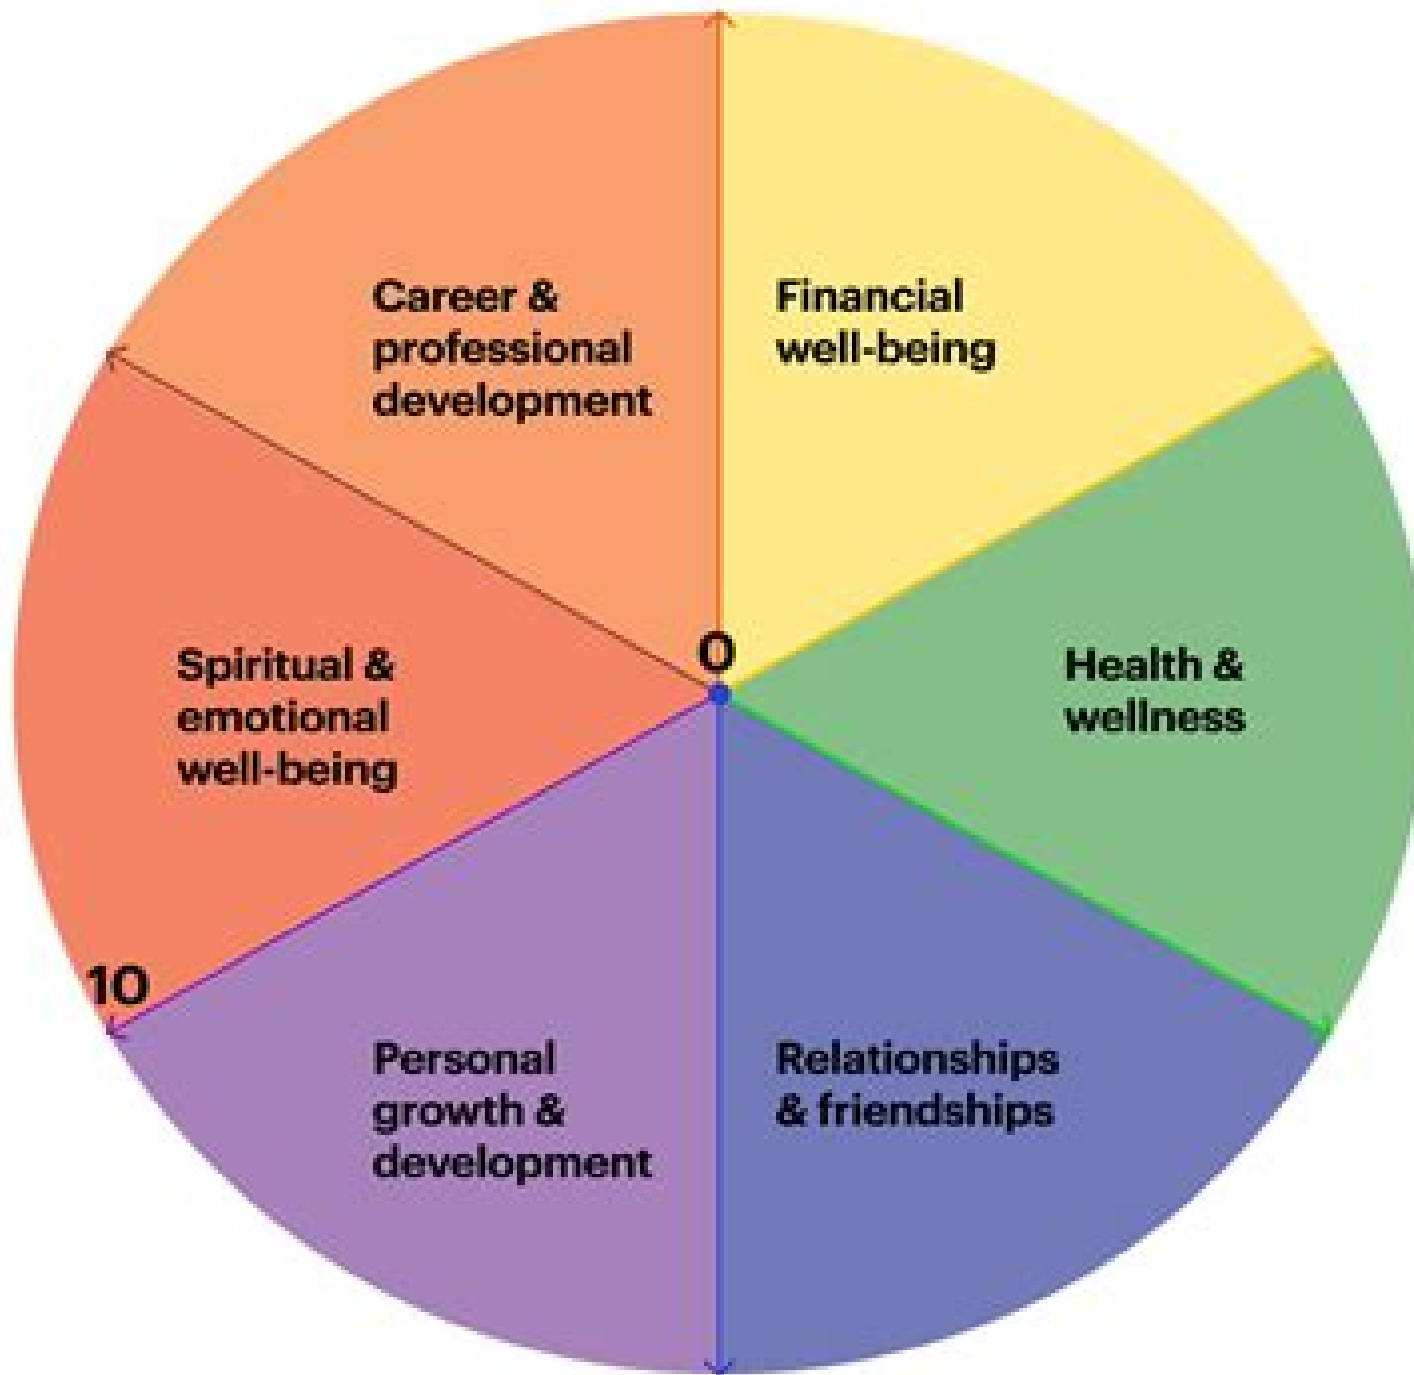 Career &
professional
development
Financial
well-being
0
Spiritual &
emotional
well-being
Health &
wellness
10
Personal
growth &
development
Relationships
& friendships